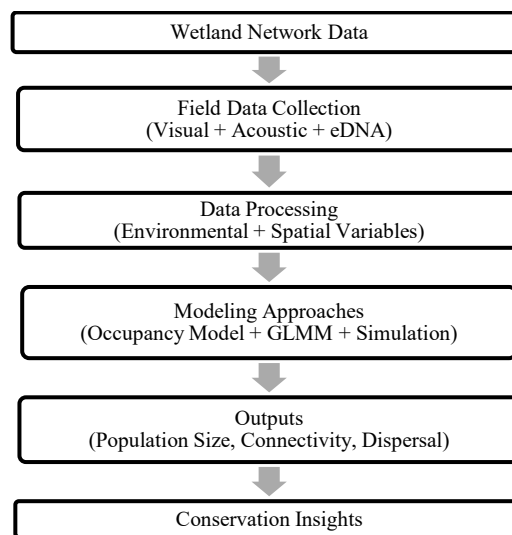 Wetland Network Data
Field Data Collection
(Visual + Acoustic + eDNA)
Data Processing
(Environmental + Spatial Variables)
Modeling Approaches
(Occupancy Model + GLMM + Simulation)
Outputs
(Population Size, Connectivity, Dispersal)
Conservation Insights